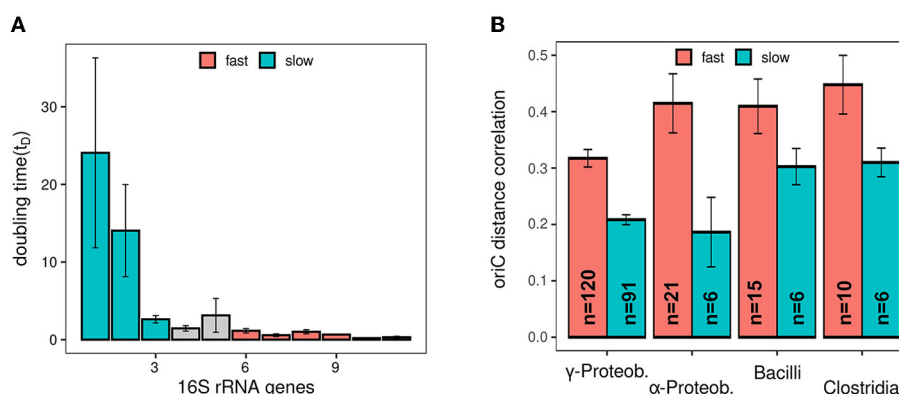 A
fast slow
doubling time(tD)
30
20
10
0
3 6 9
16S rRNA genes
B
fast slow
oriC distance correlation
0.5
0.4
0.3
0.2
0.1
0.0
n=120 n=91 n=21 n=6 n=15 n=6 n=10 n=6
γ-Proteob. Bacilli
α-Proteob. Clostridia